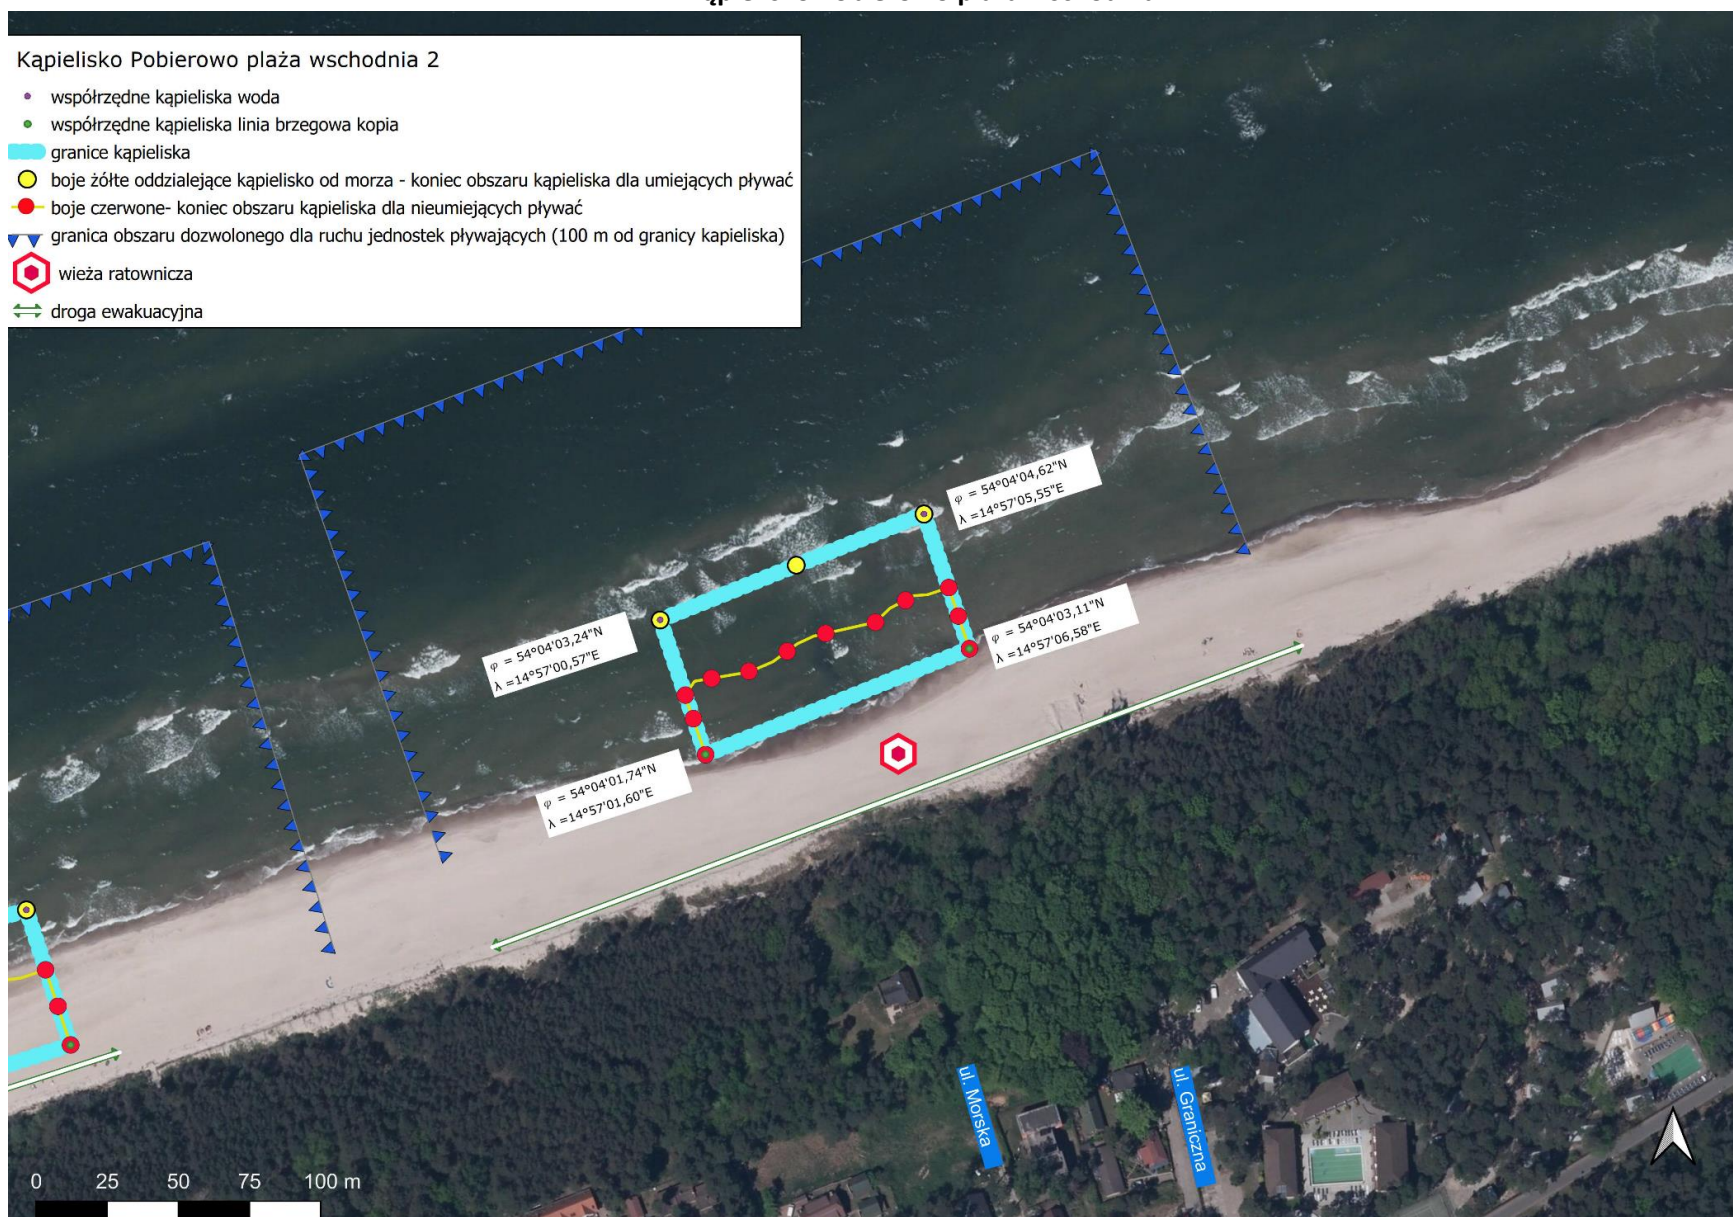 Kąpielisko Pobierowo plaża wschodnia 2
współrzędne kąpieliska woda
współrzędne kąpieliska linia brzegowa kopia
granice kąpieliska
boje żółte oddzialejące kąpielisko od morza - koniec obszaru kąpieliska dla umiejących pływać
boje czerwone- koniec obszaru kąpieliska dla nieumiejących pływać
granica obszaru dozwolonego dla ruchu jednostek pływających (100 m od granicy kapieliska)
wieża ratownicza
droga ewakuacyjna
φ = 54°04'04,62"N
λ =14°57'05,55"E
φ = 54°04'03,24"N
λ =14°57'00,57"E
φ = 54°04'03,11"N
λ =14°57'06,58"E
φ = 54°04'01,74"N
λ =14°57'01,60"E
ul. Morska
ul. Graniczna
0 25 50 75 100 m